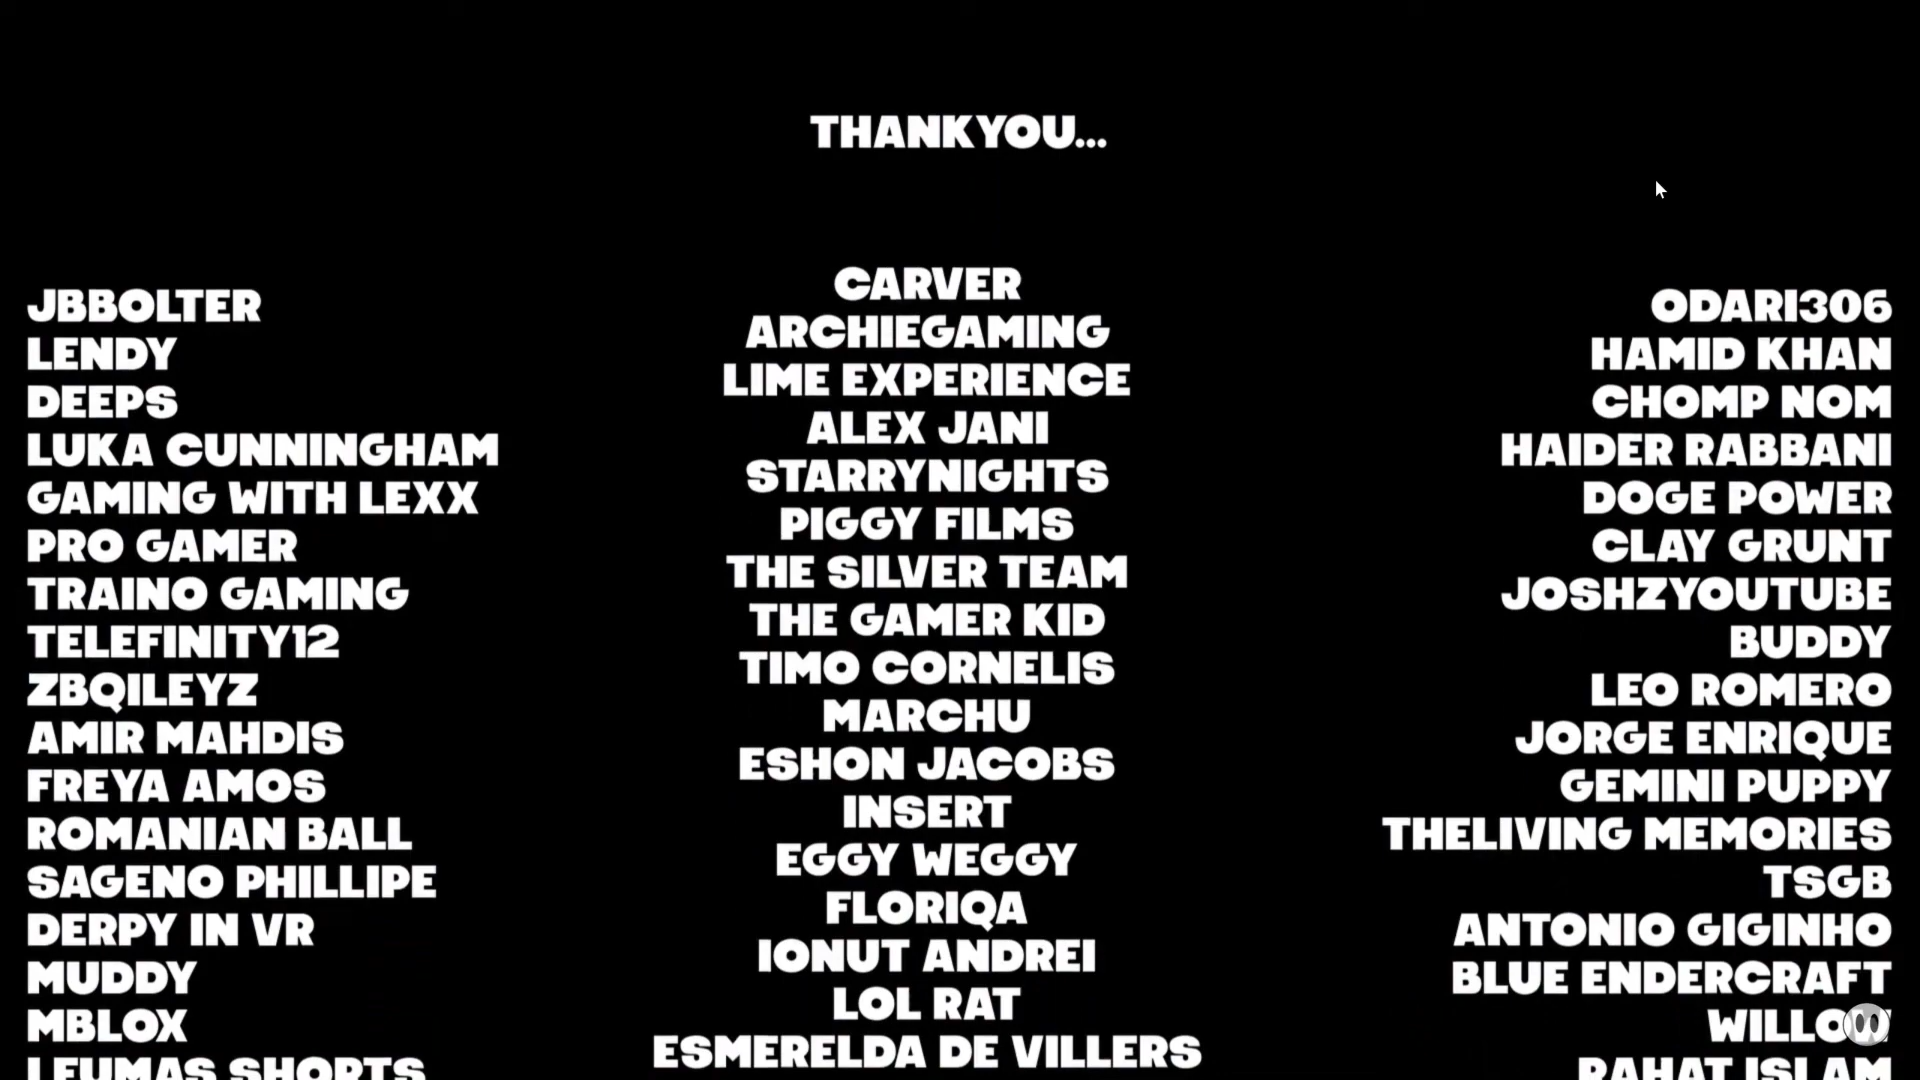 THANKYOU...
JBBOLTER
LENDY
DEEPS
LUKA CUNNINGHAM
GAMING WITH LEXX
PRO GAMER
TRAINO GAMING
TELEFINITY12
ZBQILEYZ
AMIR MAHDIS
FREYA AMOS
ROMANIAN BALL
SAGENO PHILLIPE
DERPY IN VR
MUDDY
MBLOX
LEUMAS SHORTS
CARVER
ARCHIEGAMING
LIME EXPERIENCE
ALEX JANI
STARRYNIGHTS
PIGGY FILMS
THE SILVER TEAM
THE GAMER KID
TIMO CORNELIS
MARCHU
ESHON JACOBS
INSERT
EGGY WEGGY
FLORIQA
IONUT ANDREI
LOL RAT
ESMERELDA DE VILLERS
ODARI306
HAMID KHAN
CHOMP NOM
HAIDER RABBANI
DOGE POWER
CLAY GRUNT
JOSHZYOUTUBE
BUDDY
LEO ROMERO
JORGE ENRIQUE
GEMINI PUPPY
THELIVING MEMORIES
TSGB
ANTONIO GIGINHO
BLUE ENDERCRAFT
RAHAT ISLAM